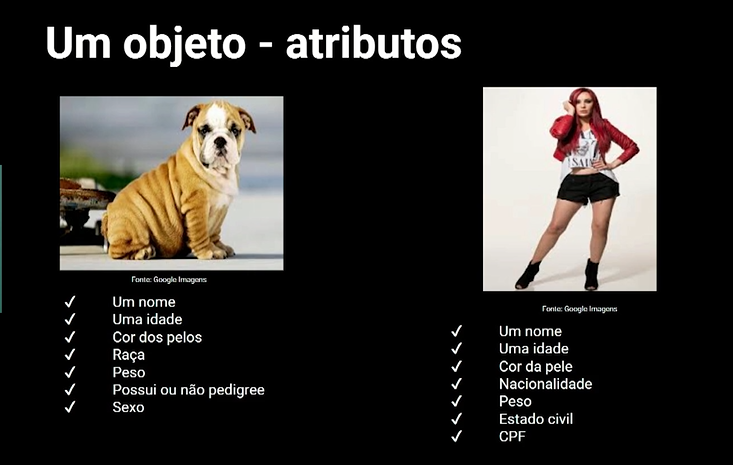 Um objeto - atributos
Fonte: Google Imagens
✓ Um nome
✓ Uma idade
✓ Cor dos pelos
✓ Raça
✓ Peso
✓ Possui ou não pedigree
✓ Sexo
Fonte: Google Imagens
✓ Um nome
✓ Uma idade
✓ Cor da pele
✓ Nacionalidade
✓ Peso
✓ Estado civil
✓ CPF